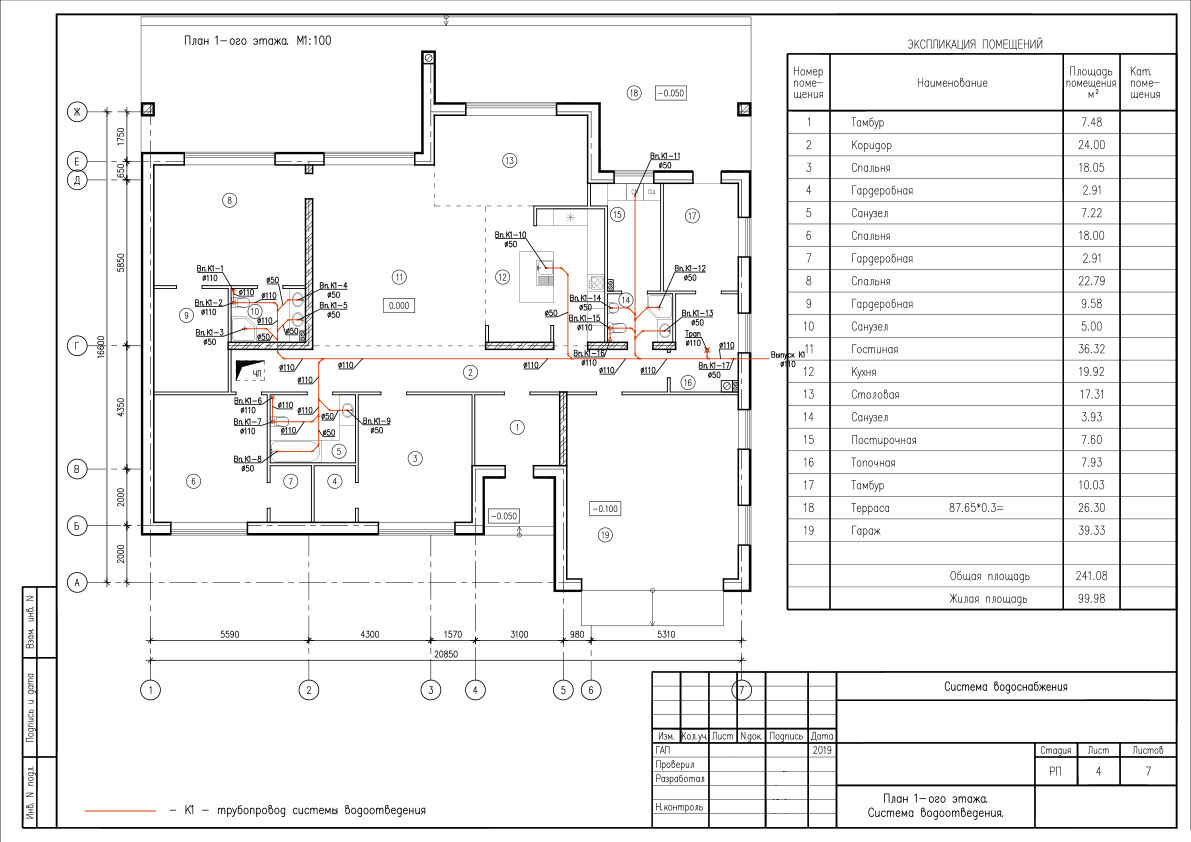 План 1-ого этажа. М1:100
18
-0.050
Ж
Е
Д
Г
В
Б
А
1750
650
5850
4350
2000
2000
16600
13
8
Вп.К1-11
ø50
СМ
15
17
Вп.К1-10
ø50
12
11
0.000
Вп.К1-1
ø110
Вп.К1-2
ø110
Вп.К1-3
ø50
ø110
ø110
ø50
Вп.К1-4
ø50
Вп.К1-5
ø50
10
ø110
ø50
ø50
9
Вп.К1-12
ø50
Вп.К1-14
ø50
14
Вп.К1-15
ø110
Вп.К1-13
ø50
ø50
Трап
ø110
ø110
Вп.К1-16
Вп.К1-17
ø50
Выпуск К1
ø110
ø110
ø110
ø110
ø110
ø110
ø110
ЧЛ
2
16
Вп.К1-6
ø110
Вп.К1-7
ø110
Вп.К1-8
ø50
ø110
ø110
ø110
ø50
ø50
Вп.К1-9
ø50
5
1
3
6
7
4
-0.050
-0.100
19
5590
4300
1570
3100
980
5310
20850
1
2
3
4
5
6
7
- К1 - трубопровод системы водоотведения
ЭКСПЛИКАЦИЯ ПОМЕЩЕНИЙ
Номер поме- щения Наименование Площадь помещения м² Кат. поме- щения
1 Тамбур 7.48
2 Коридор 24.00
3 Спальня 18.05
4 Гардеробная 2.91
5 Санузел 7.22
6 Спальня 18.00
7 Гардеробная 2.91
8 Спальня 22.79
9 Гардеробная 9.58
10 Санузел 5.00
11 Гостиная 36.32
12 Кухня 19.92
13 Столовая 17.31
14 Санузел 3.93
15 Постирочная 7.60
16 Топочная 7.93
17 Тамбур 10.03
18 Терраса 87.65*0.3= 26.30
19 Гараж 39.33
Общая площадь 241.08
Жилая площадь 99.98
Взам. инв. N
Подпись и дата
Инв. N подл.
Изм. Кол.уч. Лист Nдок. Подпись Дата
ГАП 2019
Проверил
Разработал
Н.контроль
Система водоснабжения
Стадия Лист Листов
РП 4 7
План 1-ого этажа.
Система водоотведения.